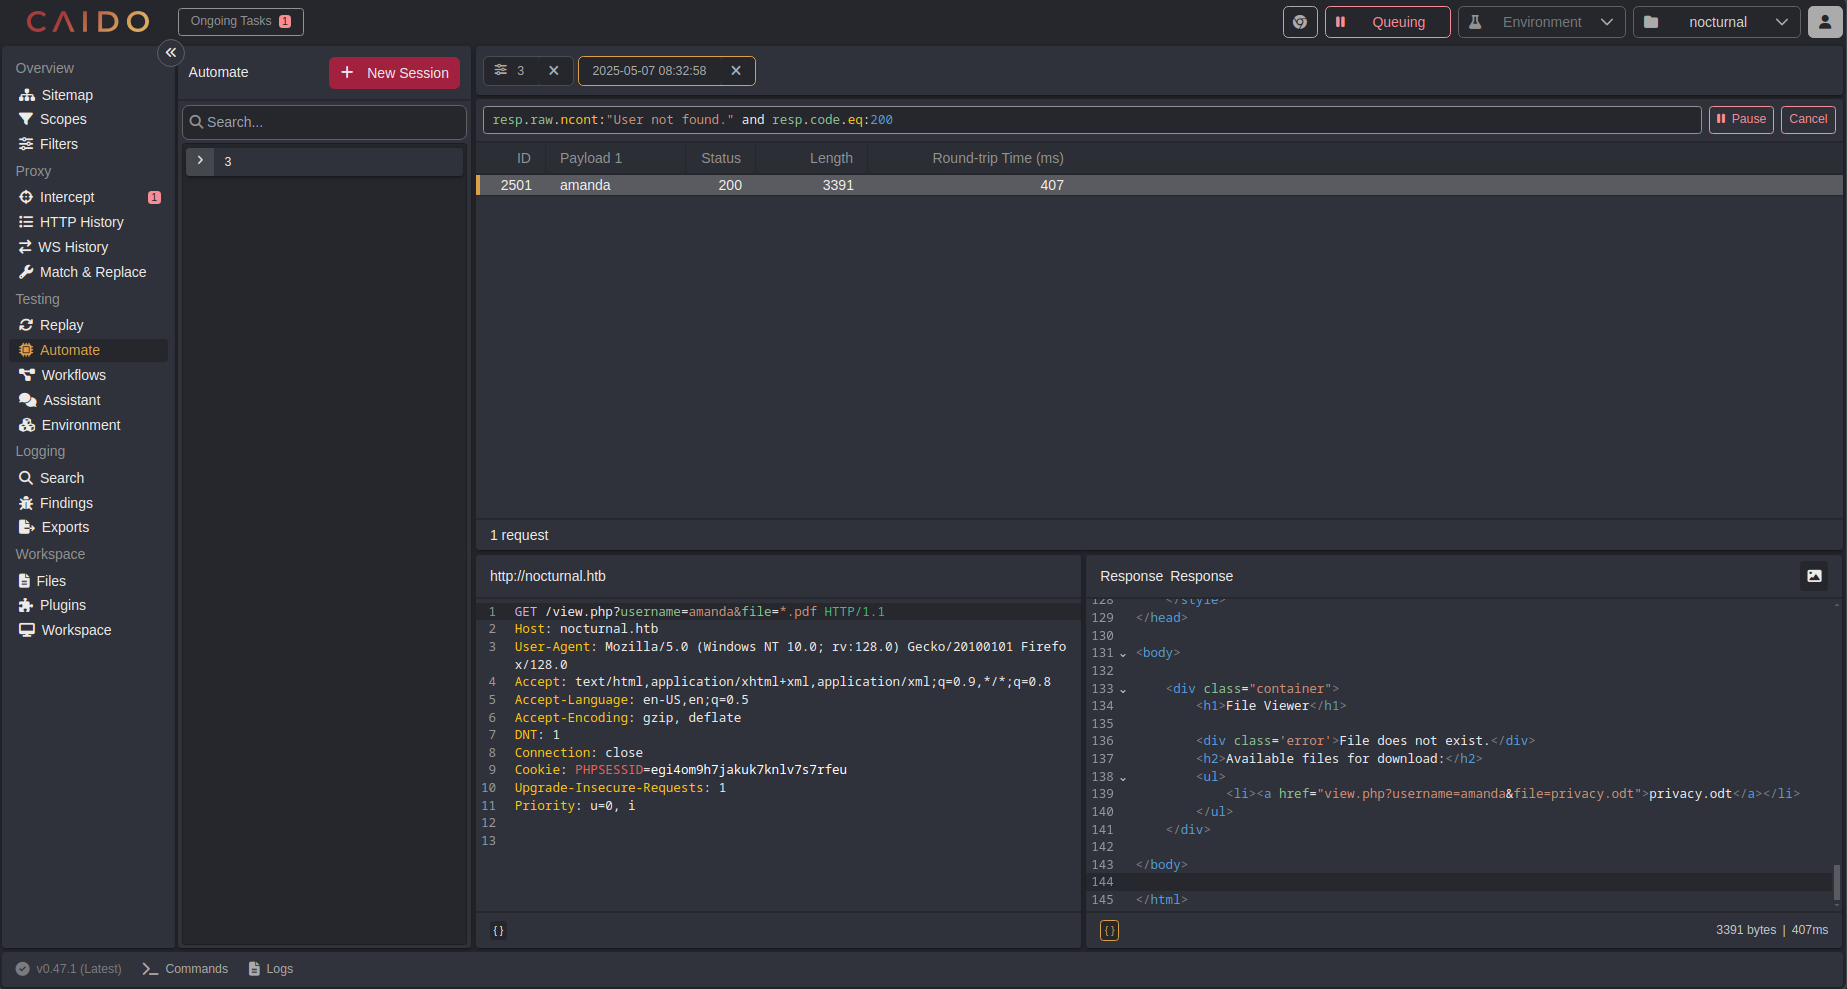 CAIDO
Ongoing Tasks 1
Queuing
Environment
nocturnal
Overview
Sitemap
Scopes
Filters
Proxy
Intercept 1
HTTP History
WS History
Match & Replace
Testing
Replay
Automate
Workflows
Assistant
Environment
Logging
Search
Findings
Exports
Workspace
Files
Plugins
Workspace
Automate
+ New Session
Search...
3
3
2025-05-07 08:32:58
resp.raw.ncont:"User not found." and resp.code.eq:200
Pause
Cancel
ID Payload 1 Status Length Round-trip Time (ms)
2501 amanda 200 3391 407
1 request
http://nocturnal.htb
1 GET /view.php?username=amanda&file=*.pdf HTTP/1.1
2 Host: nocturnal.htb
3 User-Agent: Mozilla/5.0 (Windows NT 10.0; rv:128.0) Gecko/20100101 Firefo
x/128.0
4 Accept: text/html,application/xhtml+xml,application/xml;q=0.9,*/*;q=0.8
5 Accept-Language: en-US,en;q=0.5
6 Accept-Encoding: gzip, deflate
7 DNT: 1
8 Connection: close
9 Cookie: PHPSESSID=egi4om9h7jakuk7knlv7s7rfeu
10 Upgrade-Insecure-Requests: 1
11 Priority: u=0, i
12
13
{}
Response Response
128 </style>
129 </head>
130
131 <body>
132
133 <div class="container">
134 <h1>File Viewer</h1>
135
136 <div class='error'>File does not exist.</div>
137 <h2>Available files for download:</h2>
138 <ul>
139 <li><a href="view.php?username=amanda&file=privacy.odt">privacy.odt</a></li>
140 </ul>
141 </div>
142
143 </body>
144
145 </html>
{}
3391 bytes | 407ms
v0.47.1 (Latest)
Commands
Logs